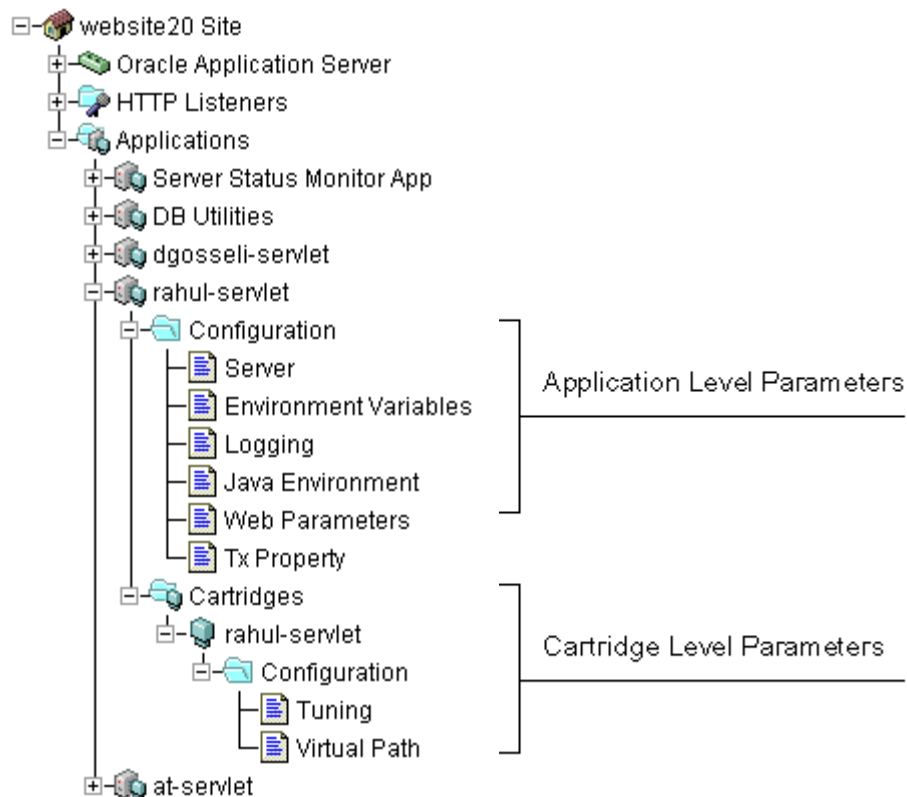 website20 Site
Oracle Application Server
HTTP Listeners
Applications
Server Status Monitor App
DB Utilities
dgosseli-servlet
rahul-servlet
Configuration
Server
Environment Variables
Logging
Java Environment
Web Parameters
Tx Property
Application Level Parameters
Cartridges
rahul-servlet
Configuration
Tuning
Virtual Path
Cartridge Level Parameters
at-servlet